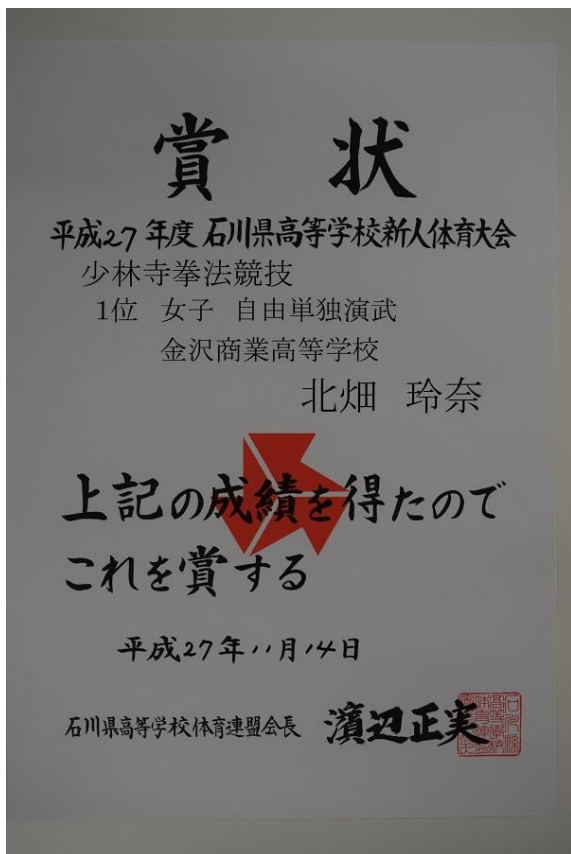 賞 状
平成27年度 石川県高等学校新人体育大会
少林寺拳法競技
1位 女子 自由単独演武
金沢商業高等学校
北畑 玲奈
上記の成績を得たので
これを賞する
平成27年11月14日
石川県高等学校体育連盟会長 濱辺正実